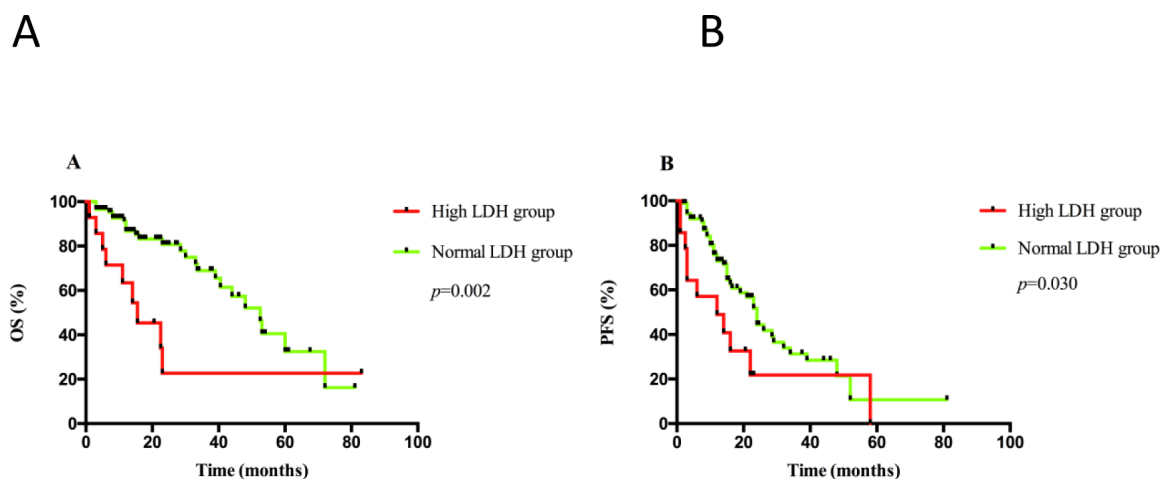 A
B
A
100
80
60
40
20
0
OS (%)
0 20 40 60 80 100
Time (months)
High LDH group
Normal LDH group
p=0.002
B
100
80
60
40
20
0
PFS (%)
0 20 40 60 80 100
Time (months)
High LDH group
Normal LDH group
p=0.030